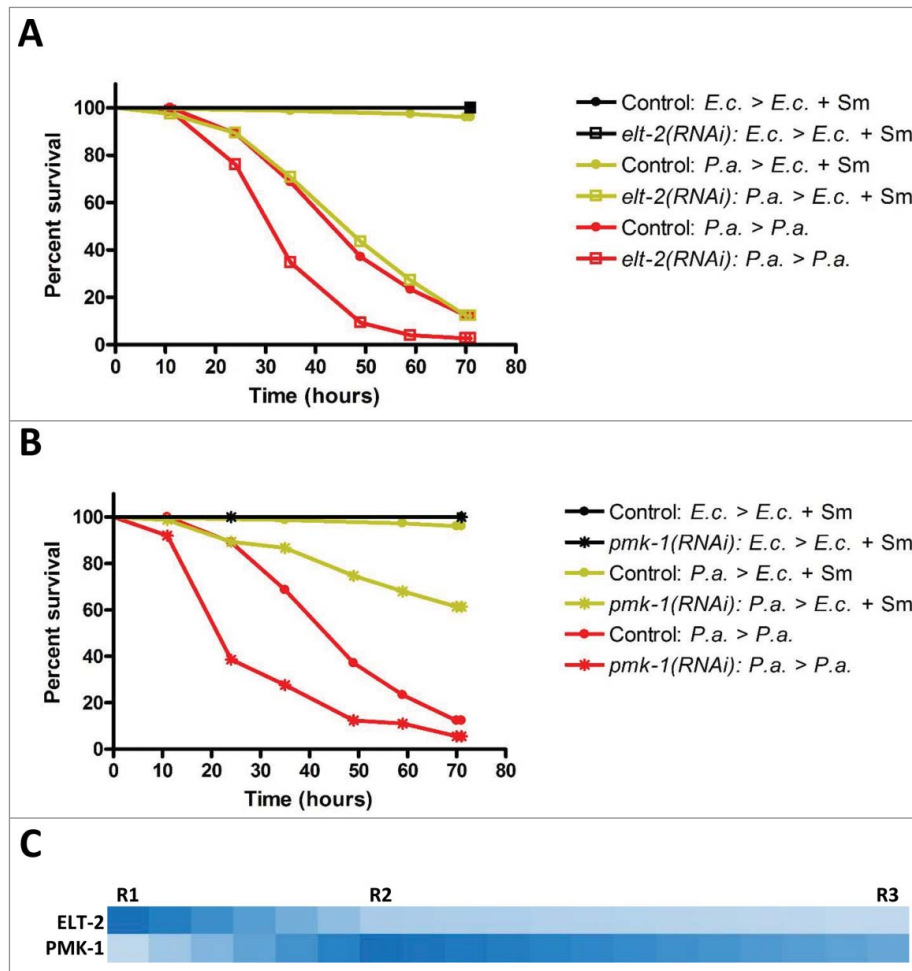 A
Percent survival
100
80
60
40
20
0
0 10 20 30 40 50 60 70 80
Time (hours)
Control: E.c. > E.c. + Sm
elt-2(RNAi): E.c. > E.c. + Sm
Control: P.a. > E.c. + Sm
elt-2(RNAi): P.a. > E.c. + Sm
Control: P.a. > P.a.
elt-2(RNAi): P.a. > P.a.
B
Percent survival
100
80
60
40
20
0
0 10 20 30 40 50 60 70 80
Time (hours)
Control: E.c. > E.c. + Sm
pmk-1(RNAi): E.c. > E.c. + Sm
Control: P.a. > E.c. + Sm
pmk-1(RNAi): P.a. > E.c. + Sm
Control: P.a. > P.a.
pmk-1(RNAi): P.a. > P.a.
C
R1 R2 R3
ELT-2
PMK-1